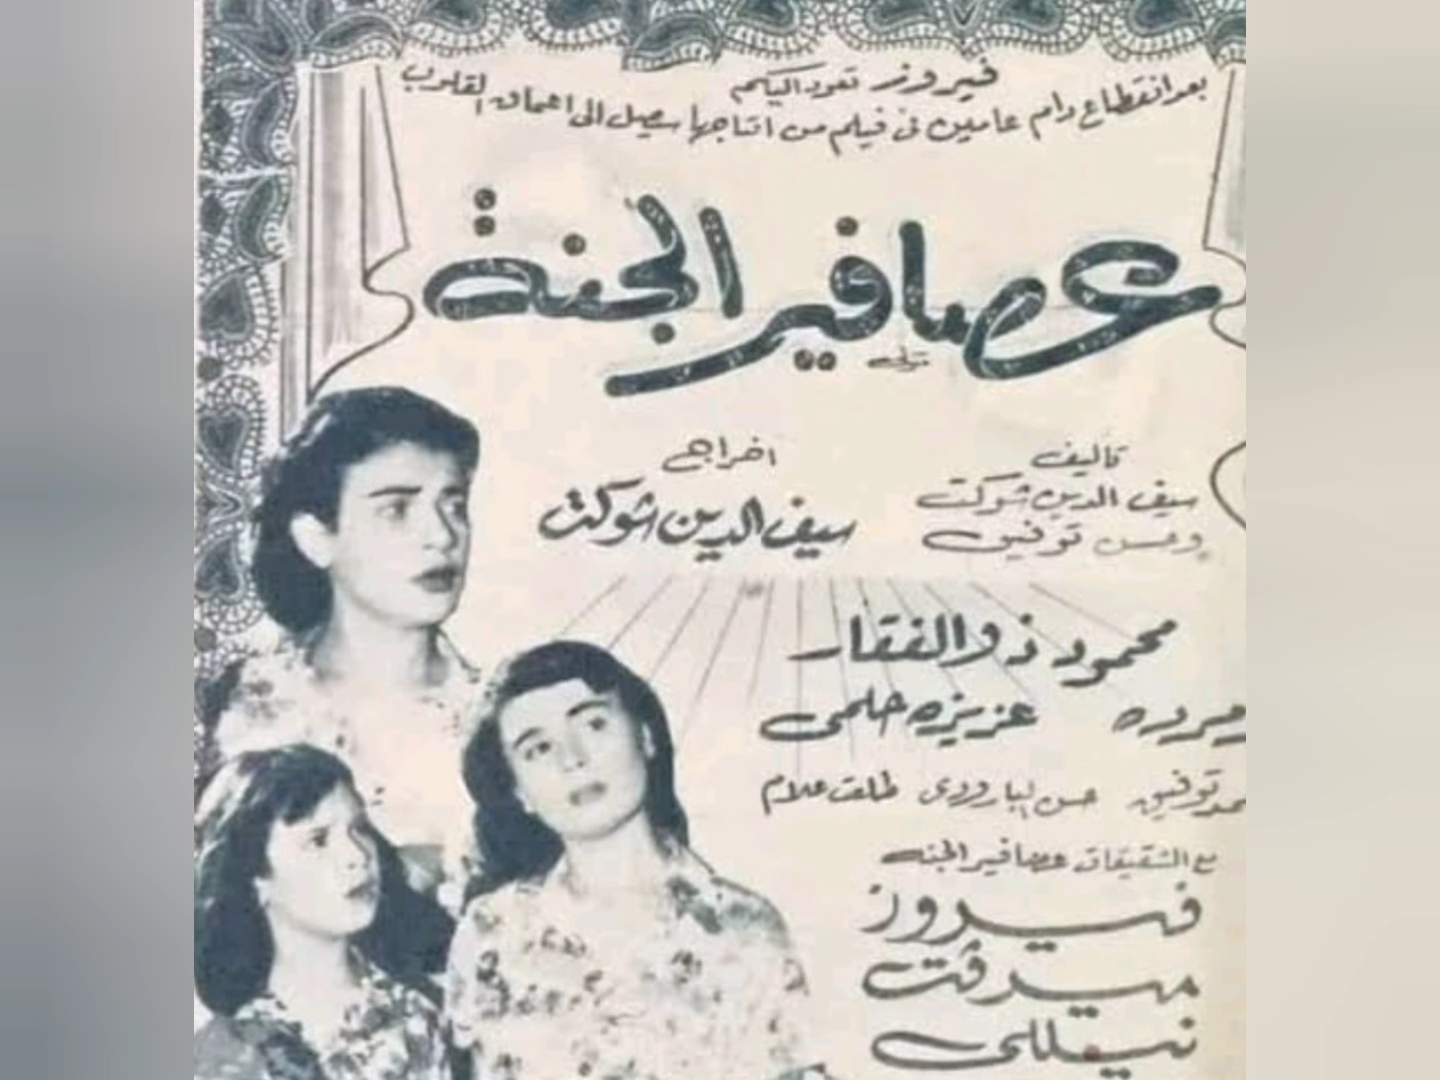 فيروز تعود اليكم
بعد انقطاع دام عامين فى فيلم من انتاجها سيصل الى اعماق القلوب
عصافير الجنة
تأليف
سيف الدين شوكت
وحسن توفيق
اخراج
سيف الدين شوكت
محمود ذو الفقار
عزيزه حلمى
توفيق حسن البارودى طلعت علام
مع الشقيقات عصافير الجنه
فيروز
ميرفت
نيللى